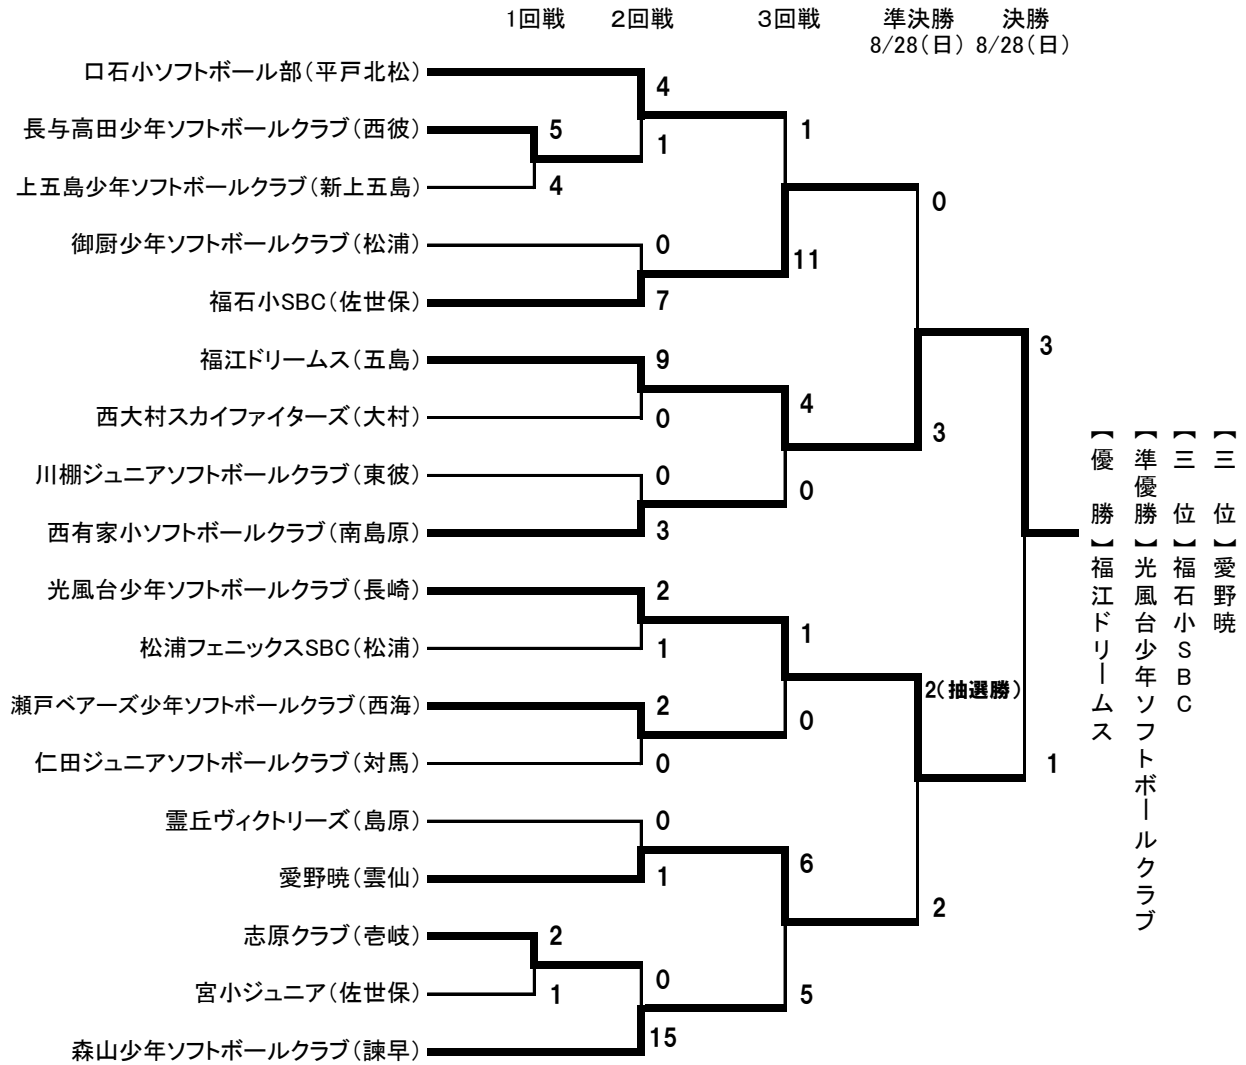 1回戦 2回戦 3回戦 準決勝 決勝
8/28(日) 8/28(日)
口石小ソフトボール部(平戸北松)
4
長与高田少年ソフトボールクラブ(西彼)
5
1
1
上五島少年ソフトボールクラブ(新上五島)
4
0
御厨少年ソフトボールクラブ(松浦)
0
11
福石小SBC(佐世保)
7
3
福江ドリームス(五島)
9
4
西大村スカイファイターズ(大村)
0
3
川棚ジュニアソフトボールクラブ(東彼)
0
0
西有家小ソフトボールクラブ(南島原)
3
光風台少年ソフトボールクラブ(長崎)
2
1
松浦フェニックスSBC(松浦)
1
2(抽選勝)
瀬戸ベアーズ少年ソフトボールクラブ(西海)
2
0
仁田ジュニアソフトボールクラブ(対馬)
0
1
霊丘ヴィクトリーズ(島原)
0
6
愛野暁(雲仙)
1
2
志原クラブ(壱岐)
2
0
宮小ジュニア(佐世保)
1
5
15
森山少年ソフトボールクラブ(諫早)
【三 位】愛野暁
【三 位】福石小SBC
【準優勝】光風台少年ソフトボールクラブ
【優 勝】福江ドリームス